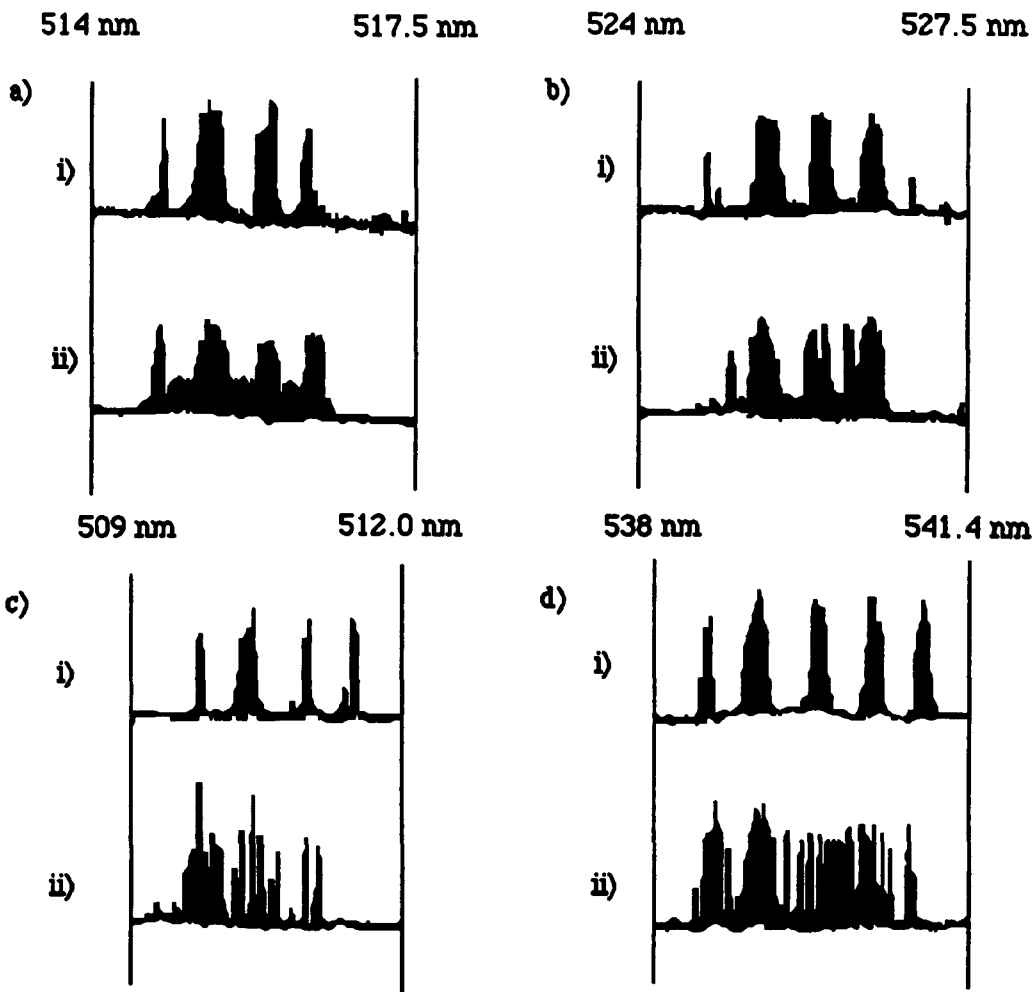 514 nm 517.5 nm 524 nm 527.5 nm
a) b)
i) i)
ii) ii)
509 nm 512.0 nm 538 nm 541.4 nm
c) d)
i) i)
ii) ii)